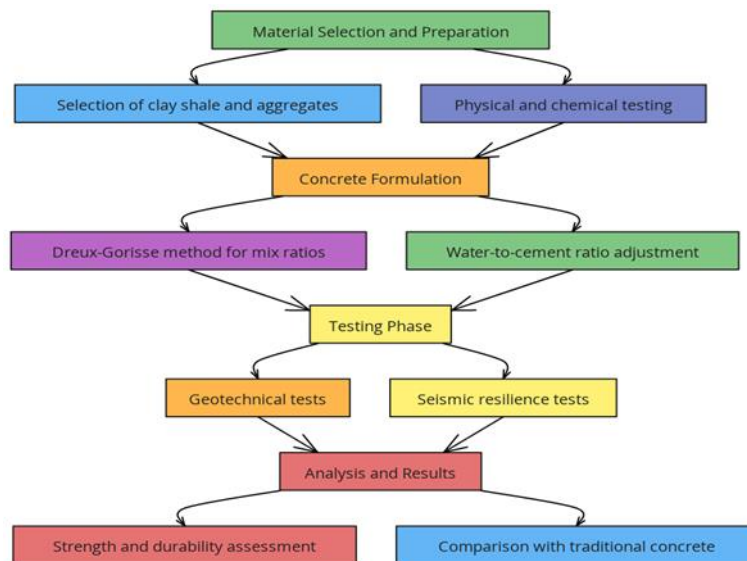 Material Selection and Preparation
Selection of clay shale and aggregates
Physical and chemical testing
Concrete Formulation
Dreux-Gorisse method for mix ratios
Water-to-cement ratio adjustment
Testing Phase
Geotechnical tests
Seismic resilience tests
Analysis and Results
Strength and durability assessment
Comparison with traditional concrete